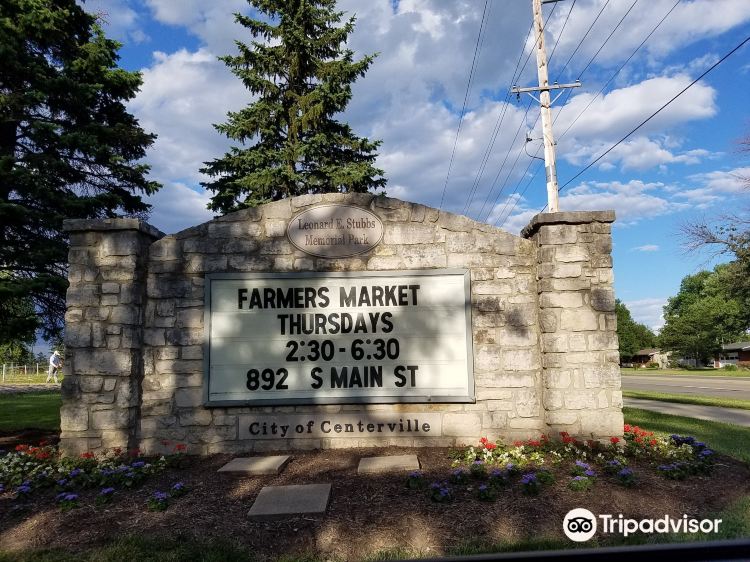 Leonard E. Stubbs
Memorial Park
FARMERS MARKET
THURSDAYS
2:30 - 6:30
892 S MAIN ST
City of Centerville
Tripadvisor